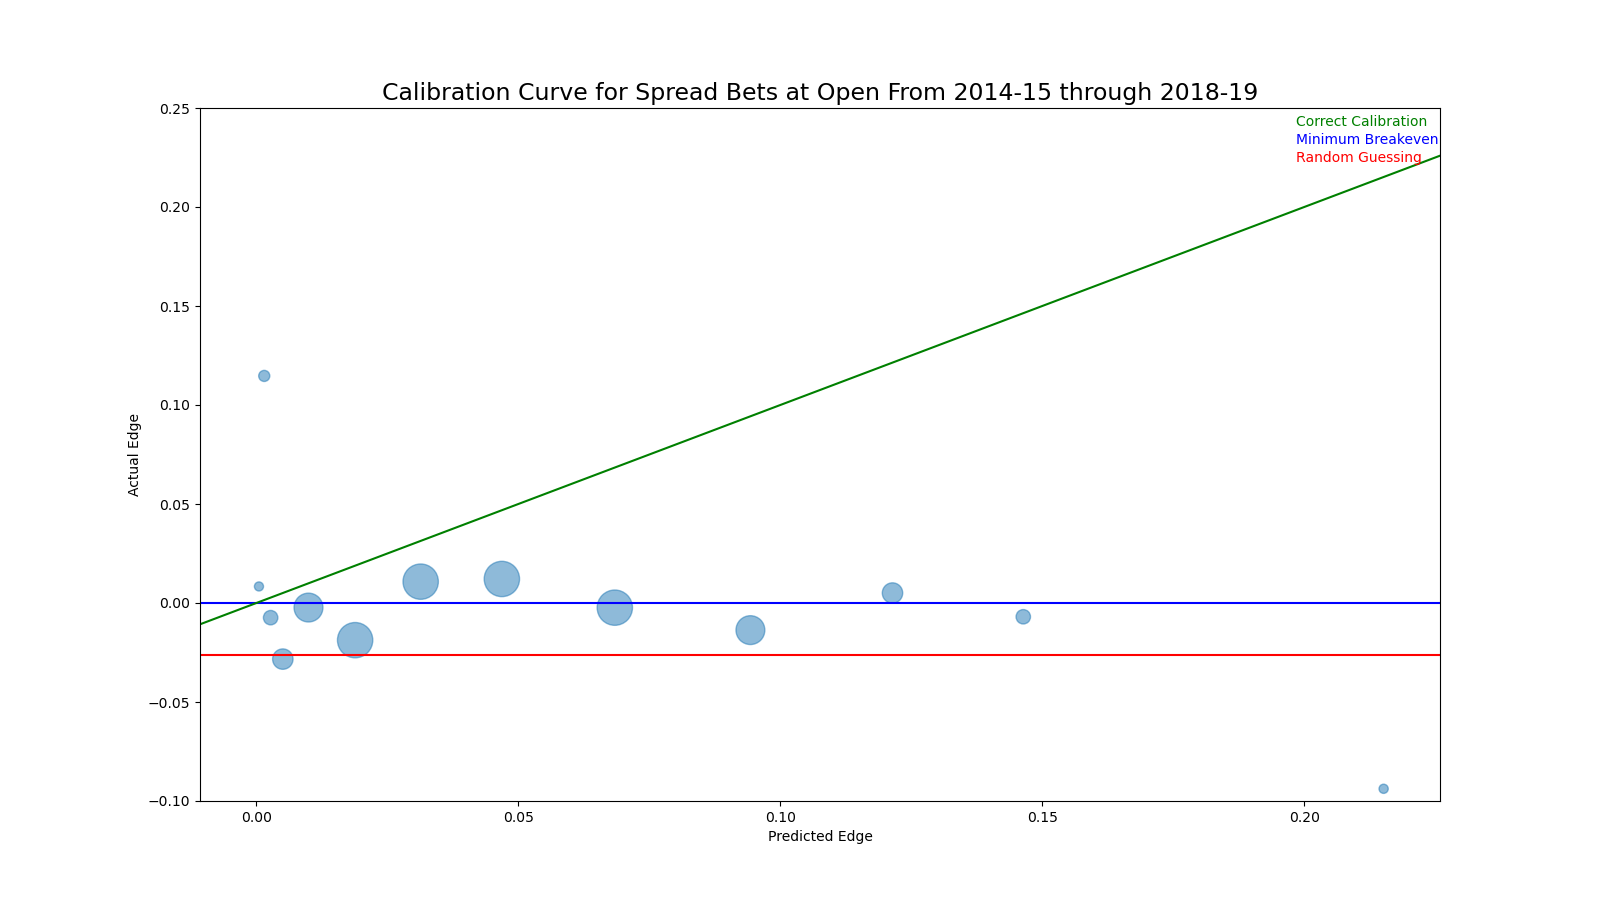 Calibration Curve for Spread Bets at Open From 2014-15 through 2018-19
Correct Calibration
Minimum Breakeven
Random Guessing
0.25
0.20
0.15
0.10
0.05
0.00
−0.05
−0.10
Actual Edge
0.00 0.05 0.10 0.15 0.20
Predicted Edge